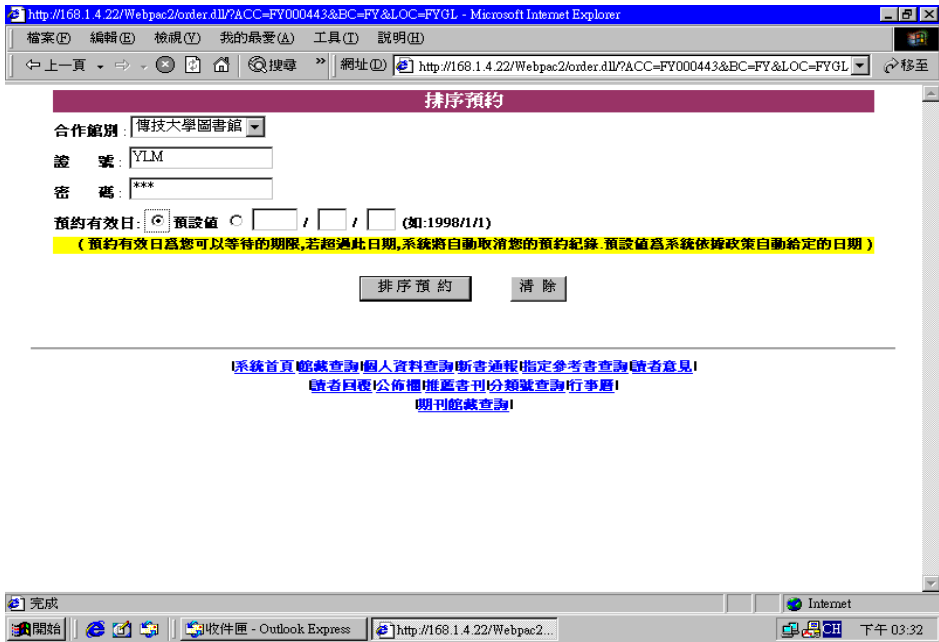 http://168.1.4.22/Webpac2/order.dll/?ACC=FY000443&BC=FY&LOC=FYGL - Microsoft Internet Explorer
檔案(F) 編輯(E) 檢視(V) 我的最愛(A) 工具(T) 說明(H)
上一頁 搜尋 » 網址(D) http://168.1.4.22/Webpac2/order.dll/?ACC=FY000443&BC=FY&LOC=FYGL 移至
排序預約
合作館別: 傳技大學圖書館
證 號: YLM
密 碼: ***
預約有效日: 預設值 / / (如:1998/1/1)
( 預約有效日為您可以等待的期限,若超過此日期,系統將自動取消您的預約紀錄.預設值為系統依據政策自動給定的日期 )
排序預約 清除
|系統首頁|館藏查詢|個人資料查詢|新書通報|指定參考書查詢|讀者意見|
|讀者回覆|公佈欄|推薦書刊|分類號查詢|行事曆|
|期刊館藏查詢|
完成 Internet
開始 收件匣 - Outlook Express http://168.1.4.22/Webpac2... CH 下午 03:32